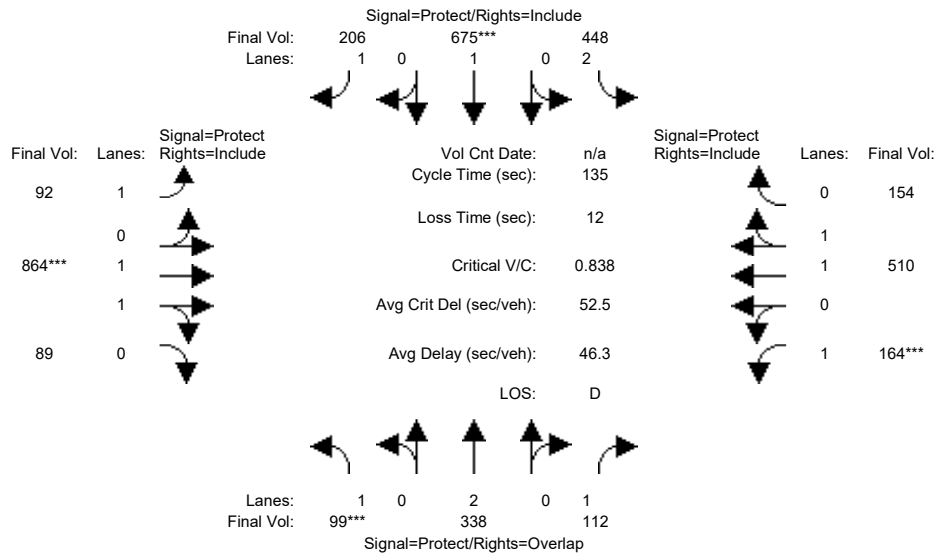 Signal=Protect/Rights=Include
Final Vol: 206 675*** 448
Lanes: 1 0 1 0 2
Signal=Protect
Final Vol: Lanes: Rights=Include
Vol Cnt Date: n/a
Signal=Protect
Rights=Include Lanes: Final Vol:
Cycle Time (sec): 135
92 1
0 154
Loss Time (sec): 12
0
1
864*** 1
Critical V/C: 0.838
1 510
1
Avg Crit Del (sec/veh): 52.5
0
89 0
Avg Delay (sec/veh): 46.3
1 164***
LOS: D
Lanes: 1 0 2 0 1
Final Vol: 99*** 338 112
Signal=Protect/Rights=Overlap